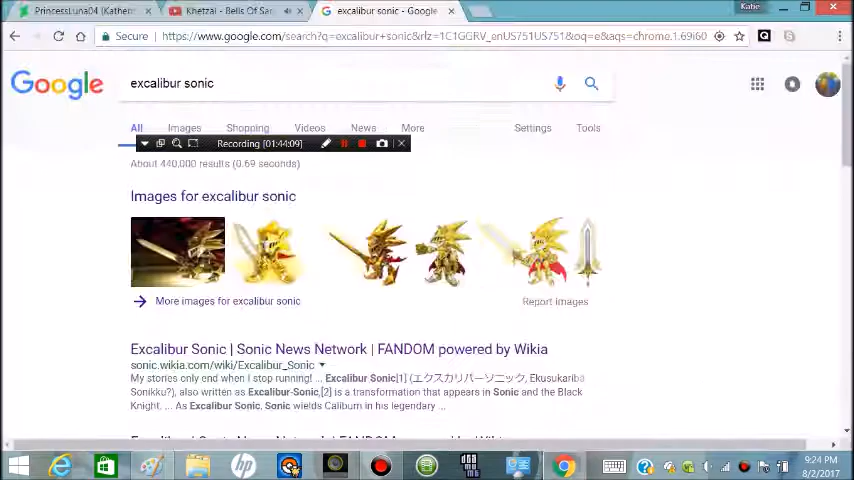 PrincessLuna04 (Kathem
Khetzal - Bells Of Sar
excalibur sonic - Google
Katie
Secure
https://www.google.com/search?q=excalibur+sonic&rlz=1C1GGRV_enUS751US751&oq=e&aqs=chrome.1.69i60
Google
excalibur sonic
All Images Shopping Videos News More Settings Tools
Recording [01:44:09]
About 440,000 results (0.69 seconds)
Images for excalibur sonic
More images for excalibur sonic
Report images
Excalibur Sonic | Sonic News Network | FANDOM powered by Wikia
sonic.wikia.com/wiki/Excalibur_Sonic
My stories only end when I stop running! ... Excalibur Sonic[1] (エクスカリバーソニック, Ekusukariba
Sonikku?), also written as Excalibur-Sonic,[2] is a transformation that appears in Sonic and the Black
Knight. ... As Excalibur Sonic, Sonic wields Caliburn in his legendary ...
hp
9:24 PM
8/2/2017